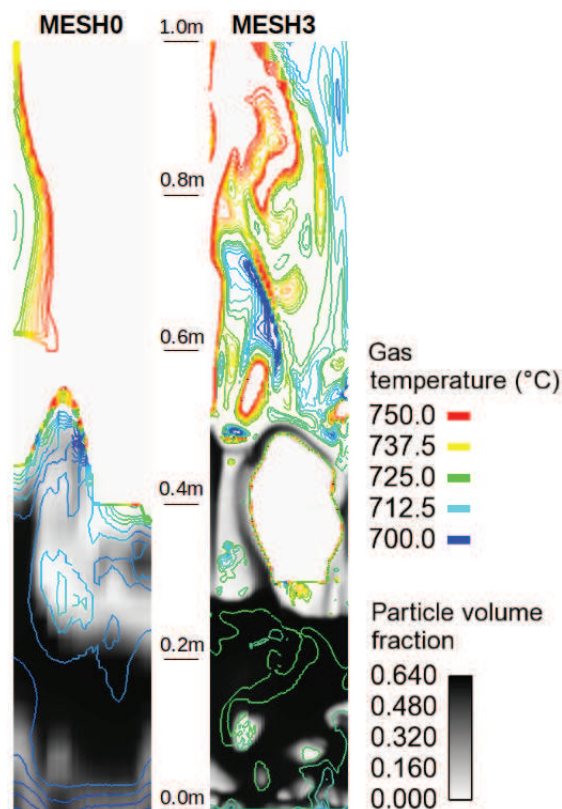 MESH0
1.0m
MESH3
0.8m
0.6m
0.4m
0.2m
0.0m
Gas
temperature (°C)
750.0
737.5
725.0
712.5
700.0
Particle volume
fraction
0.640
0.480
0.320
0.160
0.000